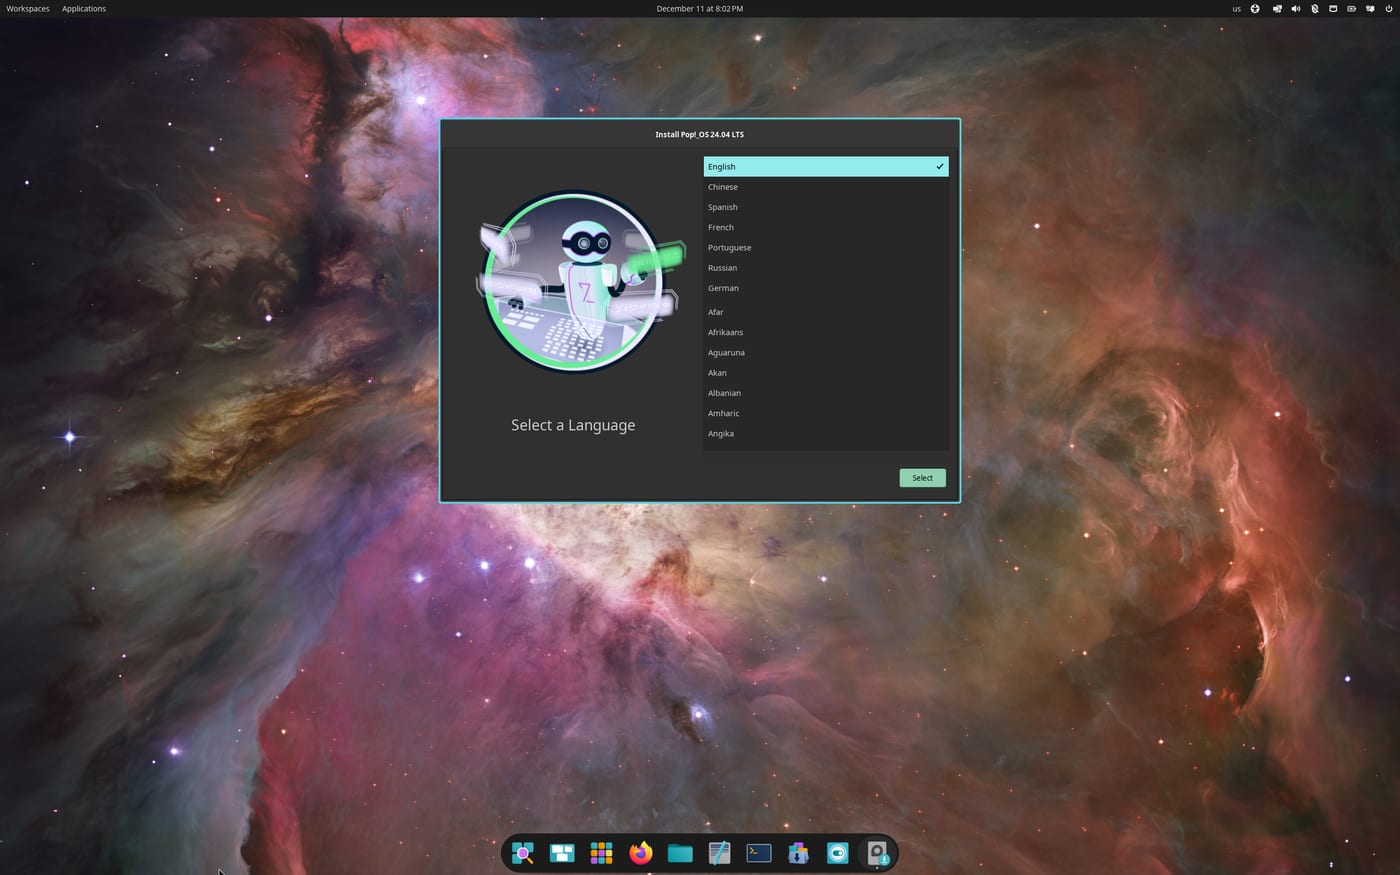 Workspaces Applications December 11 at 8:02 PM us
Install Pop!_OS 24.04 LTS
English
Chinese
Spanish
French
Portuguese
Russian
German
Afar
Afrikaans
Aguaruna
Akan
Albanian
Amharic
Angika
Select a Language
Select